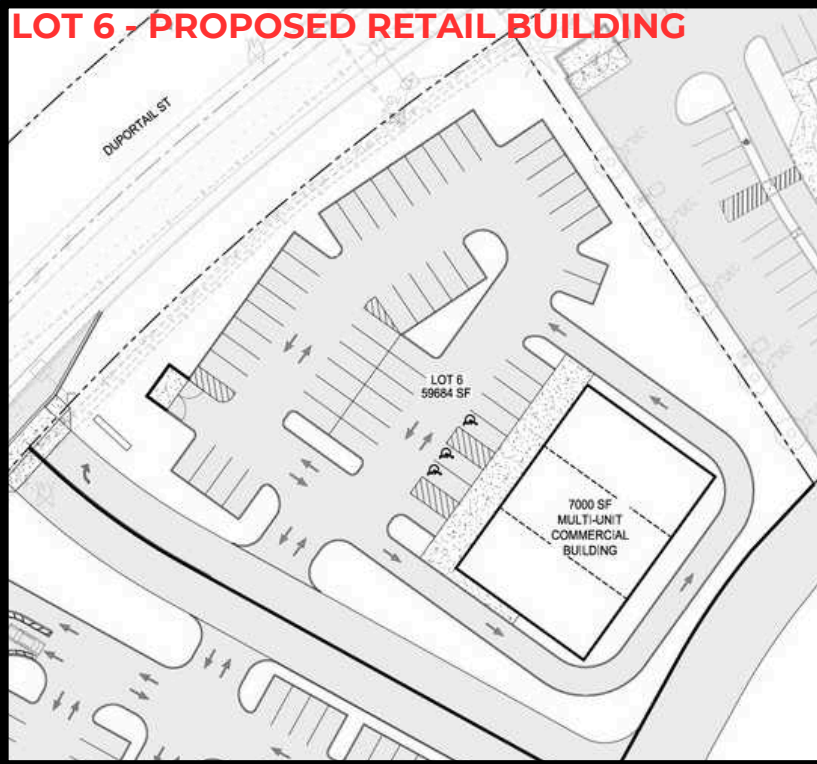 LOT 6 - PROPOSED RETAIL BUILDING
DUPORTAIL ST
LOT 6
59684 SF
7000 SF
MULTI-UNIT
COMMERCIAL
BUILDING